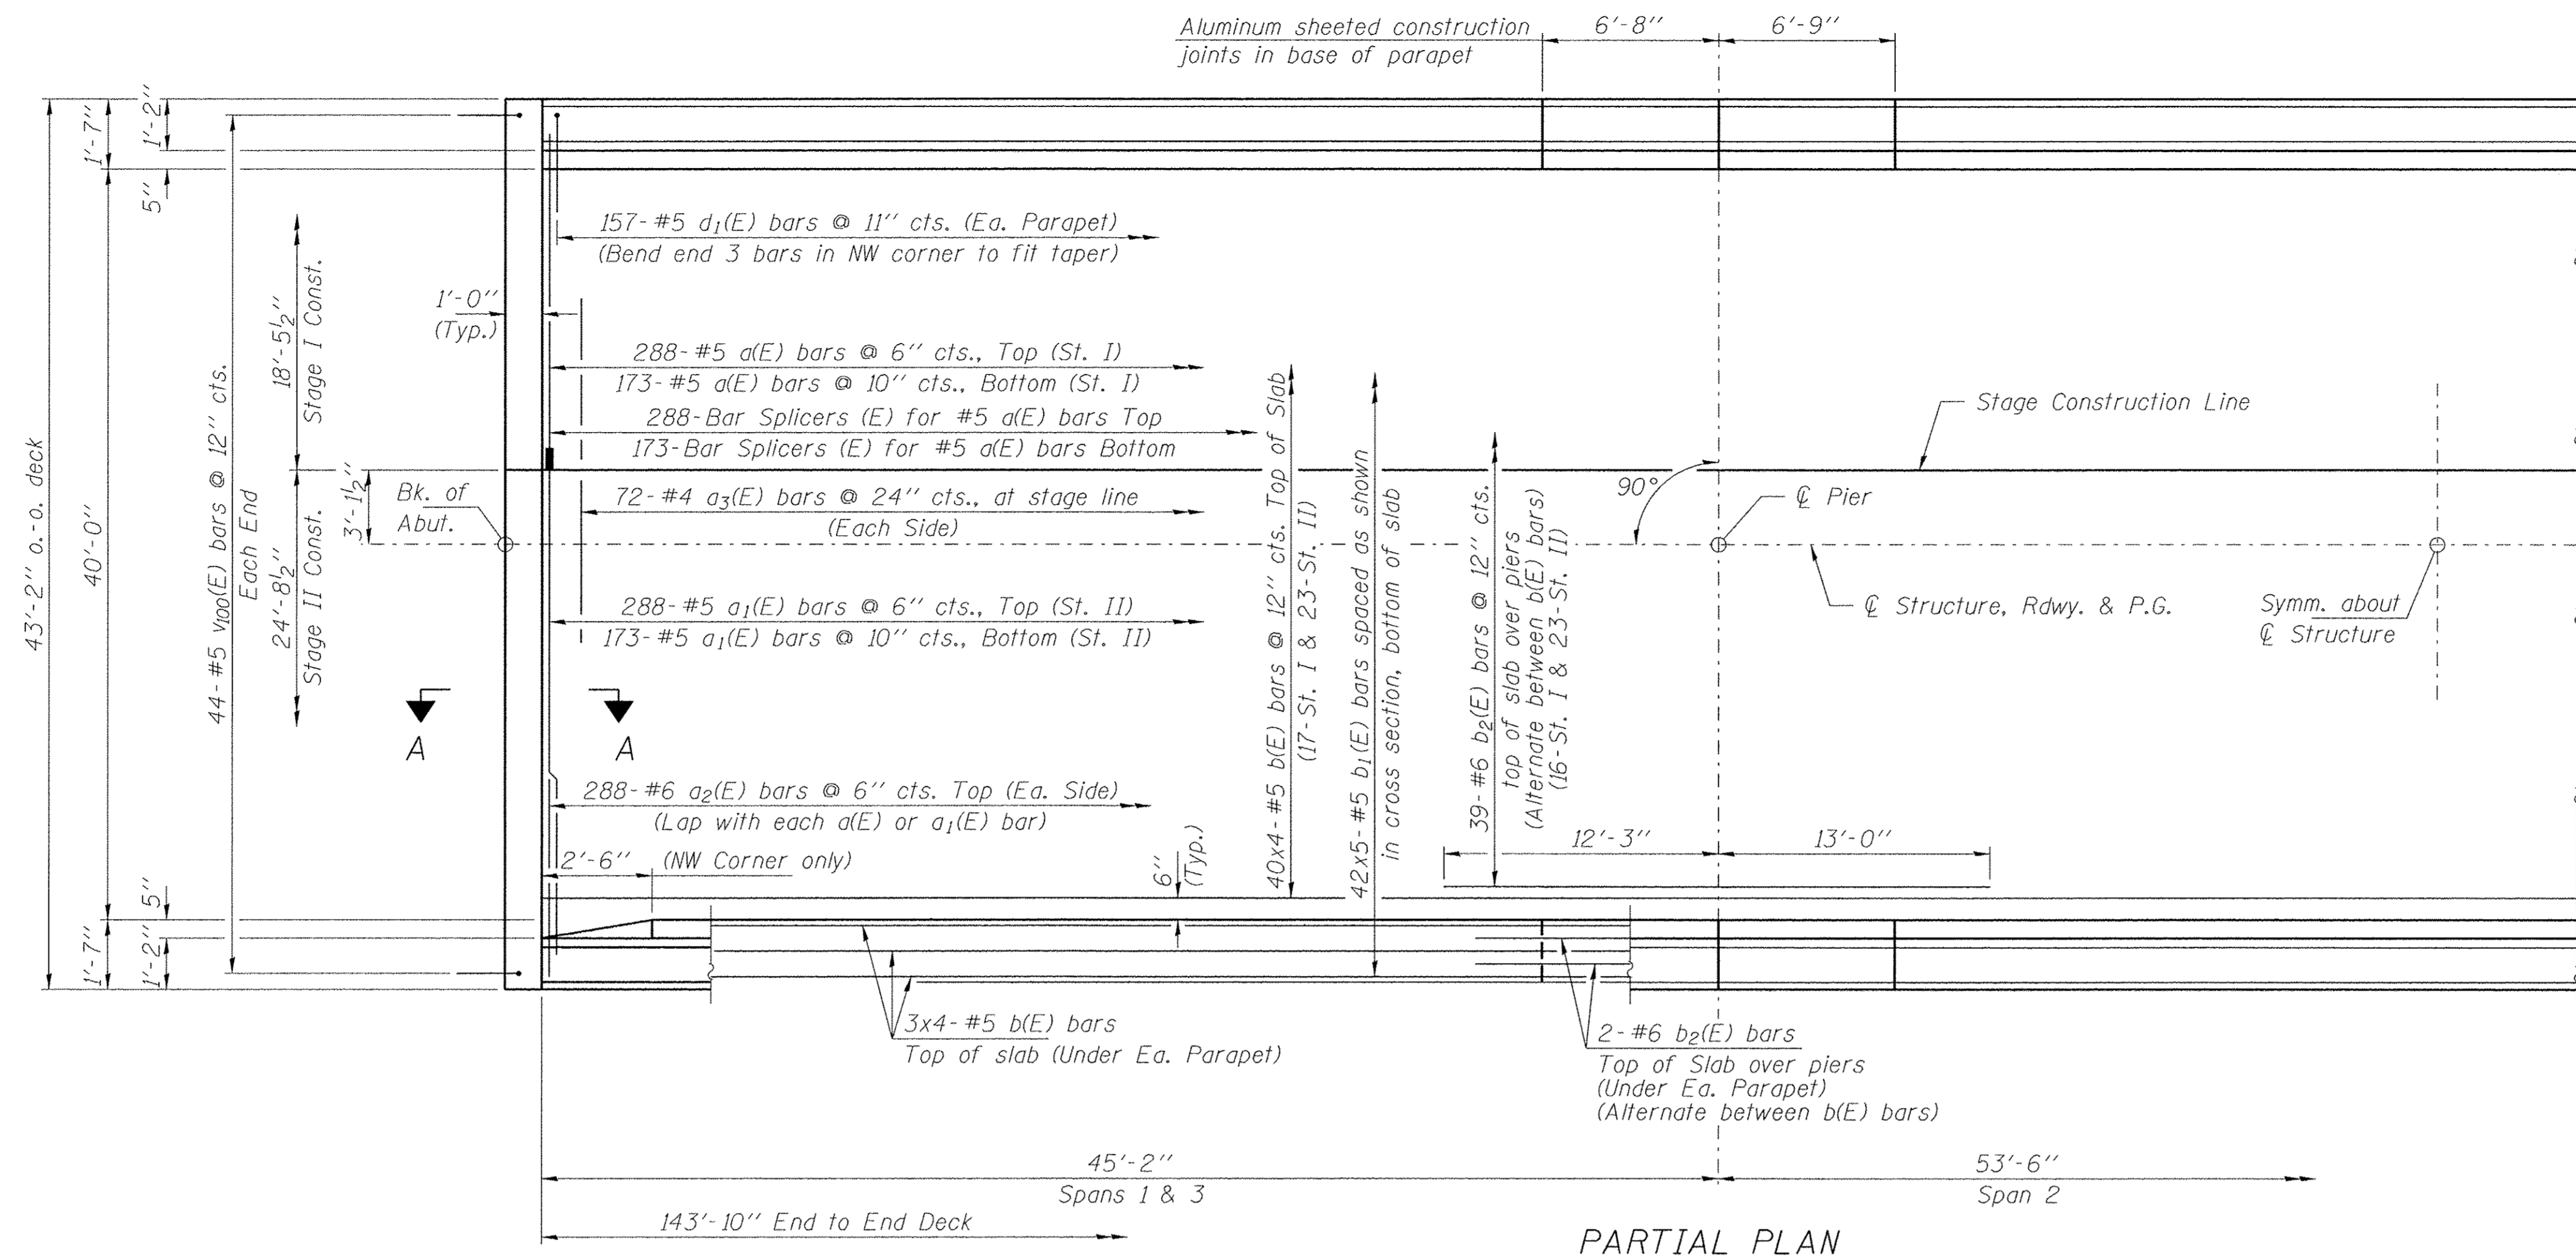 Aluminum sheeted construction
joints in base of parapet
6'-8"
6'-9"
43'-2" o.-o. deck
1'-7"
1'-2"
5"
40'-0"
44-#5 v100(E) bars @ 12" cts.
Each End
18'-5½"
Stage I Const.
24'-8½"
Stage II Const.
3'-1½"
1'-0"
(Typ.)
Bk. of
Abut.
157-#5 d1(E) bars @ 11" cts. (Ea. Parapet)
(Bend end 3 bars in NW corner to fit taper)
288-#5 a(E) bars @ 6" cts., Top (St. I)
173-#5 a(E) bars @ 10" cts., Bottom (St. I)
288-Bar Splicers (E) for #5 a(E) bars Top
173-Bar Splicers (E) for #5 a(E) bars Bottom
72-#4 a3(E) bars @ 24" cts., at stage line
(Each Side)
288-#5 a1(E) bars @ 6" cts., Top (St. II)
173-#5 a1(E) bars @ 10" cts., Bottom (St. II)
A
A
288-#6 a2(E) bars @ 6" cts. Top (Ea. Side)
(Lap with each a(E) or a1(E) bar)
2'-6"
(NW Corner only)
6"
(Typ.)
40x4-#5 b(E) bars @ 12" cts. Top of Slab
(17-St. I & 23-St. II)
42x5-#5 b1(E) bars spaced as shown
in cross section, bottom of slab
39-#6 b2(E) bars @ 12" cts.
top of slab over piers
(Alternate between b(E) bars)
(16-St. I & 23-St. II)
90°
Stage Construction Line
℄ Pier
℄ Structure, Rdwy. & P.G.
Symm. about
℄ Structure
12'-3"
13'-0"
5"
1'-7"
1'-2"
3x4-#5 b(E) bars
Top of slab (Under Ea. Parapet)
2-#6 b2(E) bars
Top of Slab over piers
(Under Ea. Parapet)
(Alternate between b(E) bars)
45'-2"
Spans 1 & 3
53'-6"
Span 2
143'-10" End to End Deck
PARTIAL PLAN